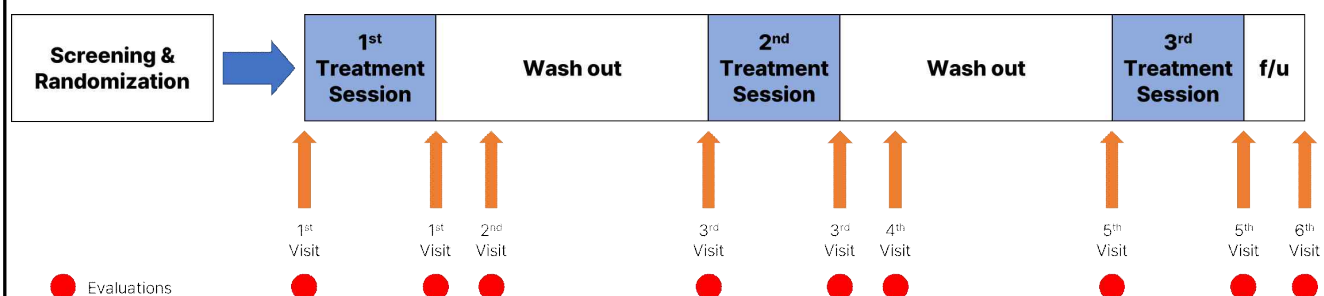 Screening &
Randomization
1st
Treatment
Session
Wash out
2nd
Treatment
Session
Wash out
3rd
Treatment
Session
f/u
1st
Visit
1st
Visit
2nd
Visit
3rd
Visit
3rd
Visit
4th
Visit
5th
Visit
5th
Visit
6th
Visit
Evaluations